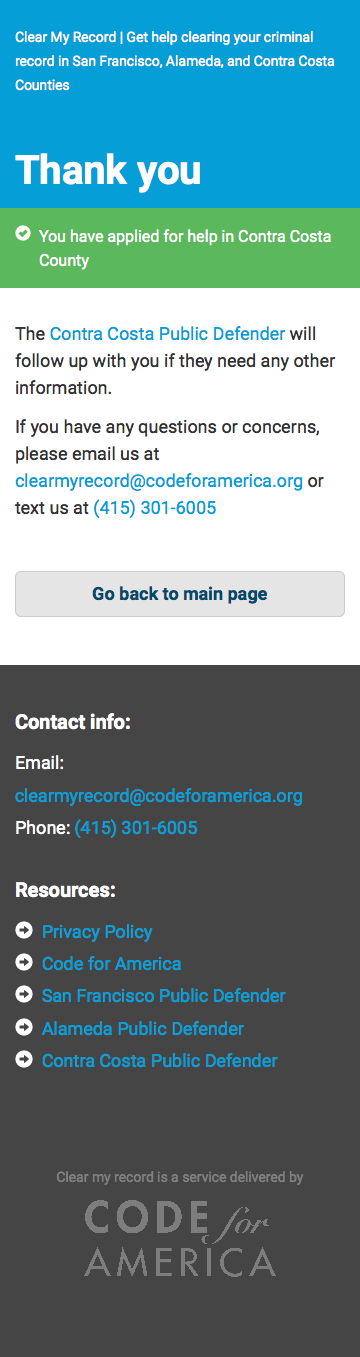 Clear My Record | Get help clearing your criminal
record in San Francisco, Alameda, and Contra Costa
Counties
Thank you
You have applied for help in Contra Costa
County
The Contra Costa Public Defender will
follow up with you if they need any other
information.
If you have any questions or concerns,
please email us at
clearmyrecord@codeforamerica.org or
text us at (415) 301-6005
Go back to main page
Contact info:
Email:
clearmyrecord@codeforamerica.org
Phone: (415) 301-6005
Resources:
Privacy Policy
Code for America
San Francisco Public Defender
Alameda Public Defender
Contra Costa Public Defender
Clear my record is a service delivered by
CODE for
AMERICA